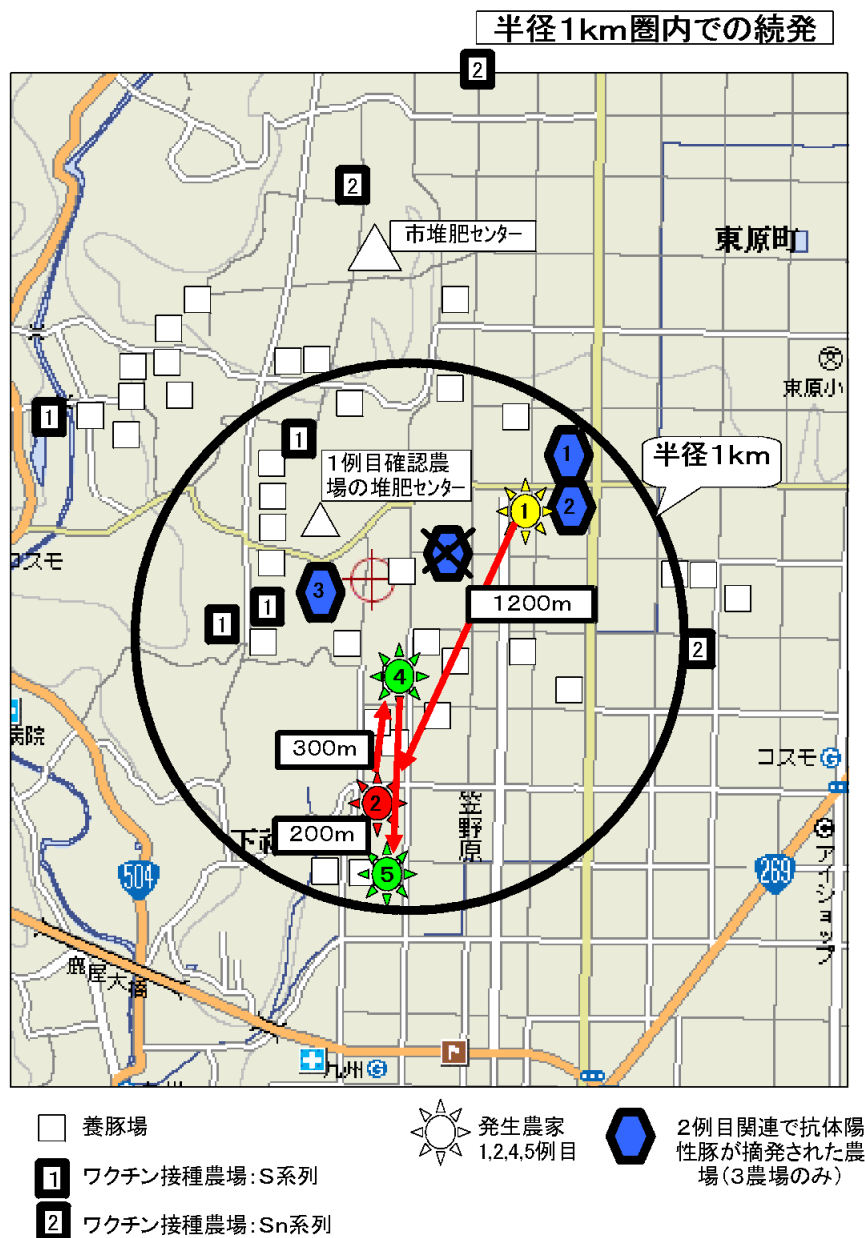 半径1km圏内での続発
2
2
市堆肥センター
東原町
東原小
1
1
1例目確認農
場の堆肥センター
半径1km
1
2
1
3
コスモ
1200m
1
1
2
4
病院
300m
コスモ
2
笠野原
200m
下
5
504
269
アイショップ
鹿屋大橋
九州
養豚場
発生農家
1,2,4,5例目
2例目関連で抗体陽
性豚が摘発された農
場(3農場のみ)
1 ワクチン接種農場:S系列
2 ワクチン接種農場:Sn系列